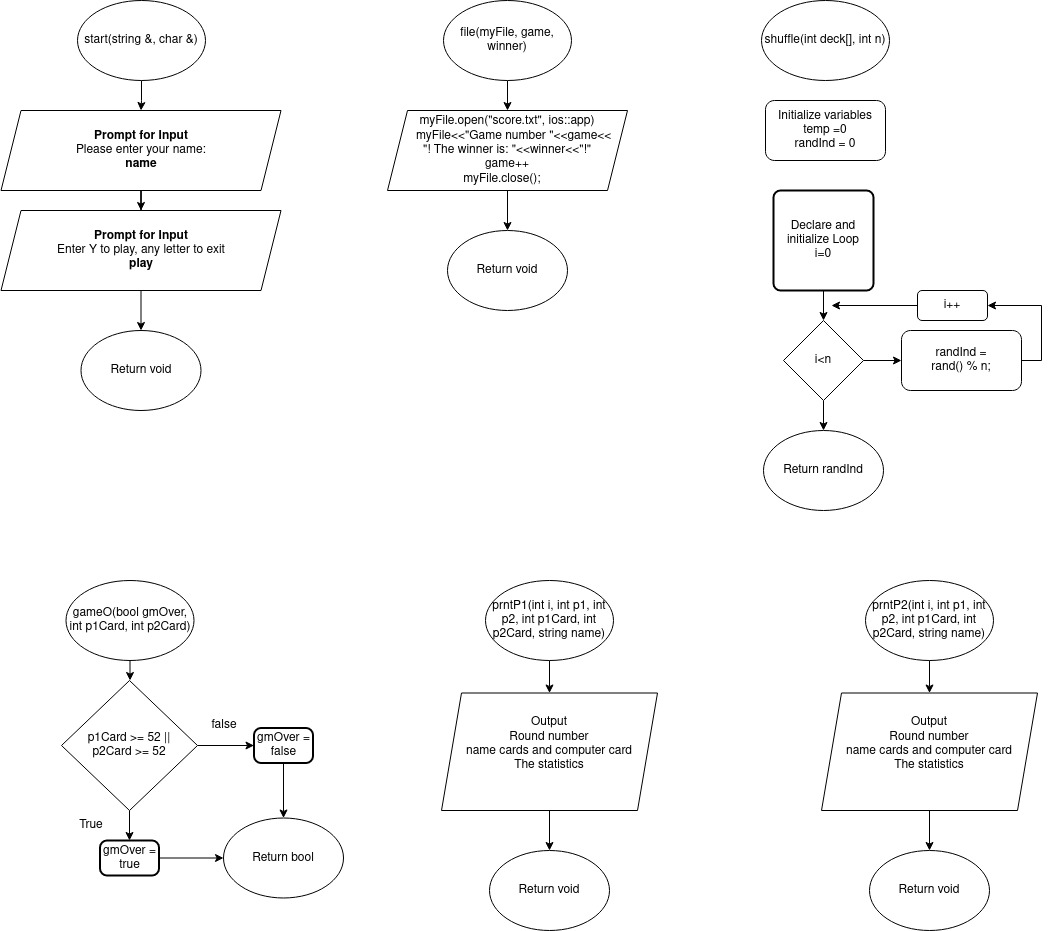 start(string &, char &)
Prompt for Input
Please enter your name:
name
Prompt for Input
Enter Y to play, any letter to exit
play
Return void
file(myFile, game,
winner)
myFile.open("score.txt", ios::app)
myFile<<"Game number "<<game<<
"! The winner is: "<<winner<<"!"
game++
myFile.close();
Return void
shuffle(int deck[], int n)
Initialize variables
temp =0
randInd = 0
Declare and
initialize Loop
i=0
i++
i<n
randInd =
rand() % n;
Return randInd
gameO(bool gmOver,
int p1Card, int p2Card)
p1Card >= 52 ||
p2Card >= 52
false
gmOver =
false
True
gmOver =
true
Return bool
prntP1(int i, int p1, int
p2, int p1Card, int
p2Card, string name)
Output
Round number
name cards and computer card
The statistics
Return void
prntP2(int i, int p1, int
p2, int p1Card, int
p2Card, string name)
Output
Round number
name cards and computer card
The statistics
Return void